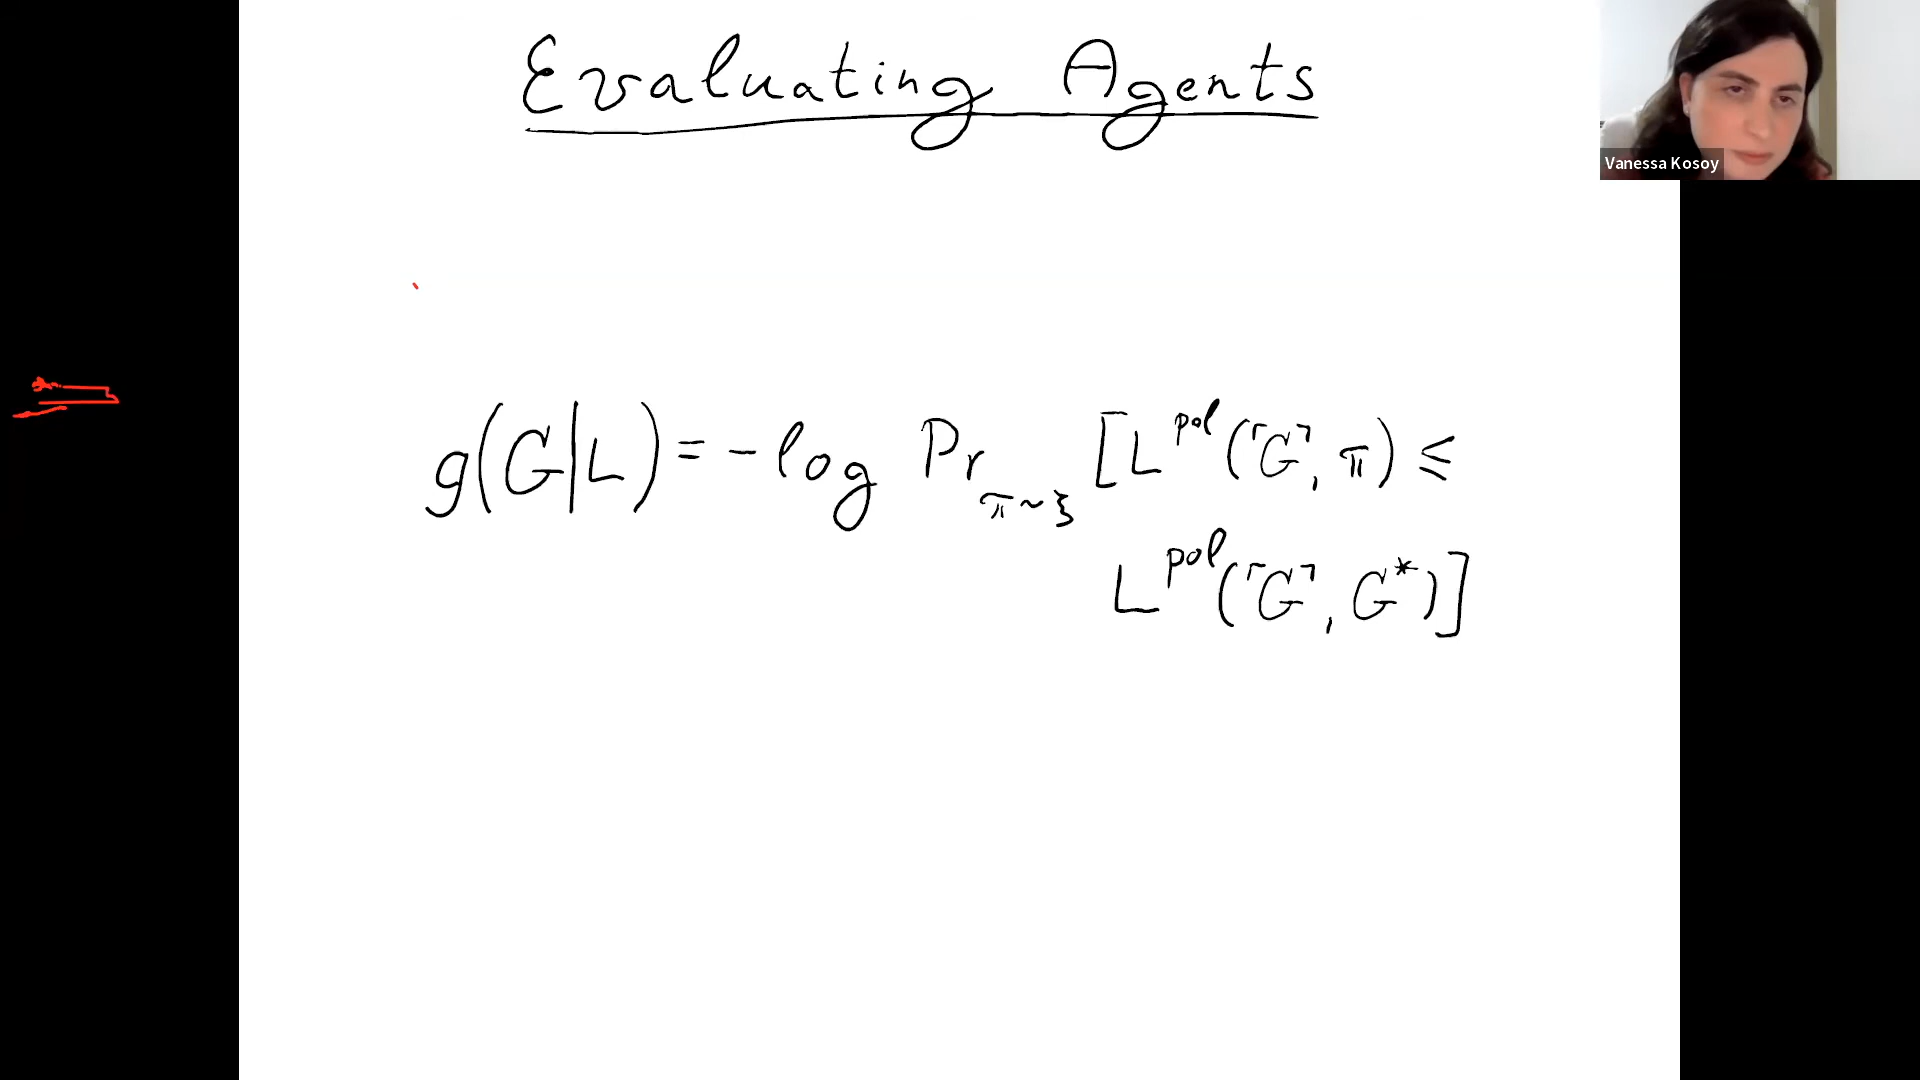 Evaluating Agents
Vanessa Kosoy
g(G|L) = -log Pr_{π~ξ} [L^{pol}(⌜G⌝, π) ⩽
L^{pol}(⌜G⌝, G*)]